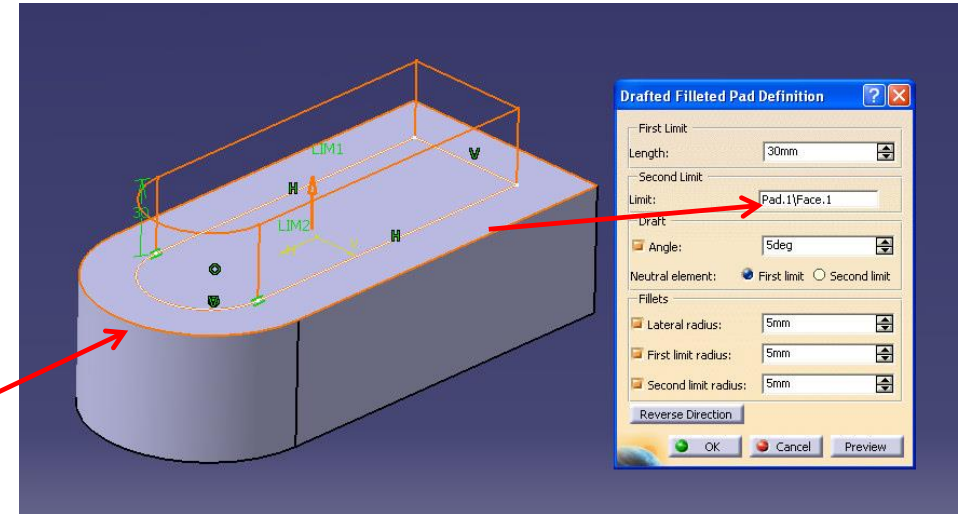 Drafted Filleted Pad Definition
First Limit
Length: 30mm
Second Limit
Limit: Pad.1\Face.1
Draft
Angle: 5deg
Neutral element: First limit Second limit
Fillets
Lateral radius: 5mm
First limit radius: 5mm
Second limit radius: 5mm
Reverse Direction
OK Cancel Preview
LIM1
V
H
30
LIM2
H